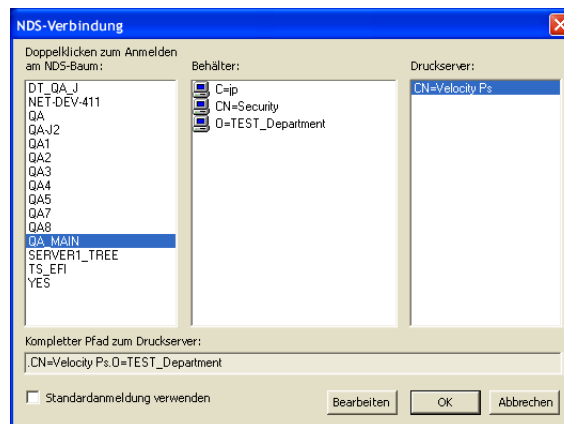 NDS-Verbindung
Doppelklicken zum Anmelden
am NDS-Baum:
Behälter:
Druckserver:
DT_QA_J
NET-DEV-411
QA
QA-J2
QA1
QA2
QA3
QA4
QA5
QA7
QA8
QA_MAIN
SERVER1_TREE
TS_EFI
YES
C=jp
CN=Security
O=TEST_Department
CN=Velocity Ps
Kompletter Pfad zum Druckserver:
.CN=Velocity Ps.O=TEST_Department
Standardanmeldung verwenden
Bearbeiten
OK
Abbrechen